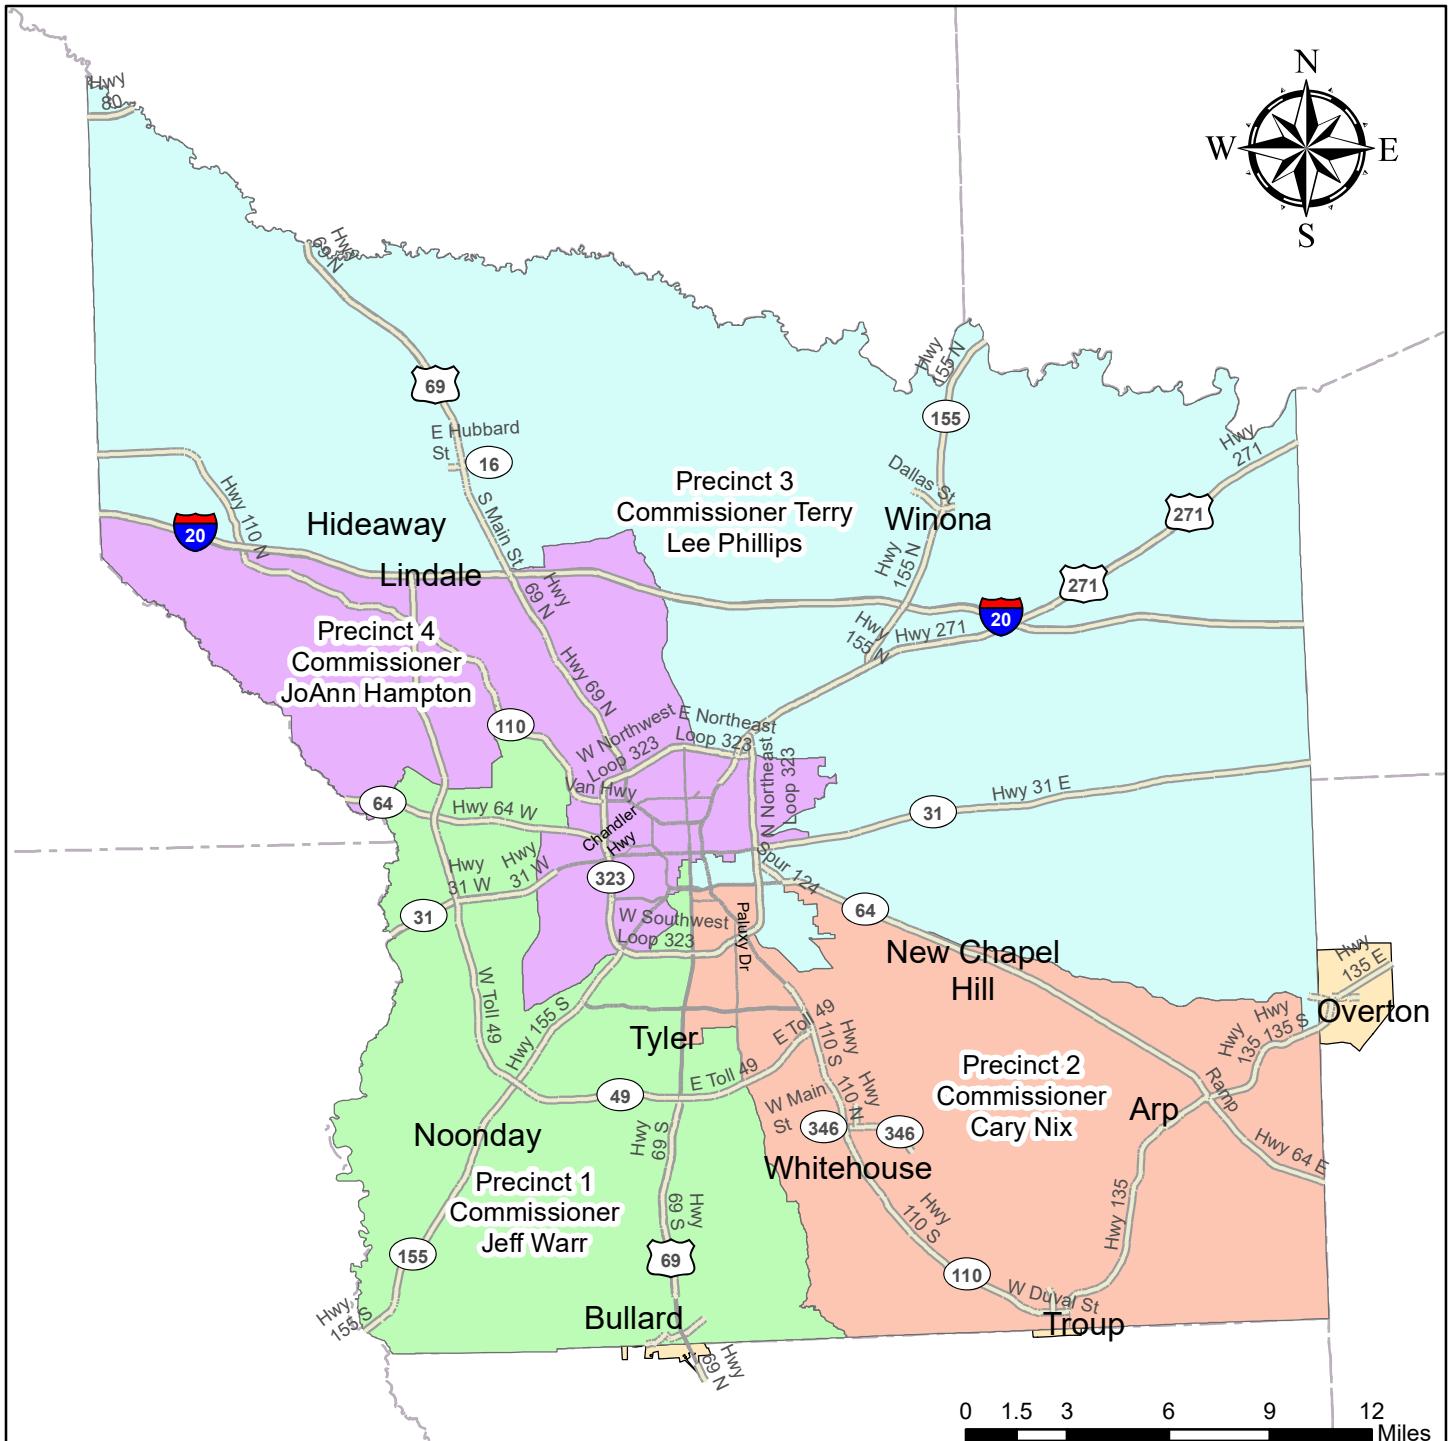 N
W
E
S
Hwy
80
Hwy
69 N
69
E Hubbard
St
16
S Main St
Hwy 110 N
20
Hideaway
Lindale
Hwy
69 N
Hwy 69 N
Precinct 3
Commissioner Terry
Lee Phillips
Hwy
155 N
155
Dallas St
Winona
Hwy
155 N
Hwy
155 N
Hwy 271
20
271
271
Hwy
271
Precinct 4
Commissioner
JoAnn Hampton
110
W Northwest
Loop 323
E Northeast
Loop 323
N Northeast
Loop 323
Van Hwy
Chandler
Hwy
64
Hwy 64 W
Hwy
31 W
Hwy
31 W
31
323
31
Hwy 31 E
Spur 124
64
W Southwest
Loop 323
Paluxy Dr
New Chapel
Hill
Hwy
135 E
Overton
W Toll 49
Hwy 155 S
Tyler
E Toll 49
E Toll 49
49
Hwy
110 S
Hwy
110 N
W Main
St
346
346
Whitehouse
Precinct 2
Commissioner
Cary Nix
Arp
Hwy
135
Hwy
135 S
Ramp
Hwy 64 E
Hwy 135
Noonday
Precinct 1
Commissioner
Jeff Warr
Hwy
69 S
Hwy
69 S
69
155
Hwy
155 S
Bullard
Hwy
69 N
Hwy
110 S
110
W Duval St
Troup
0 1.5 3 6 9 12
Miles